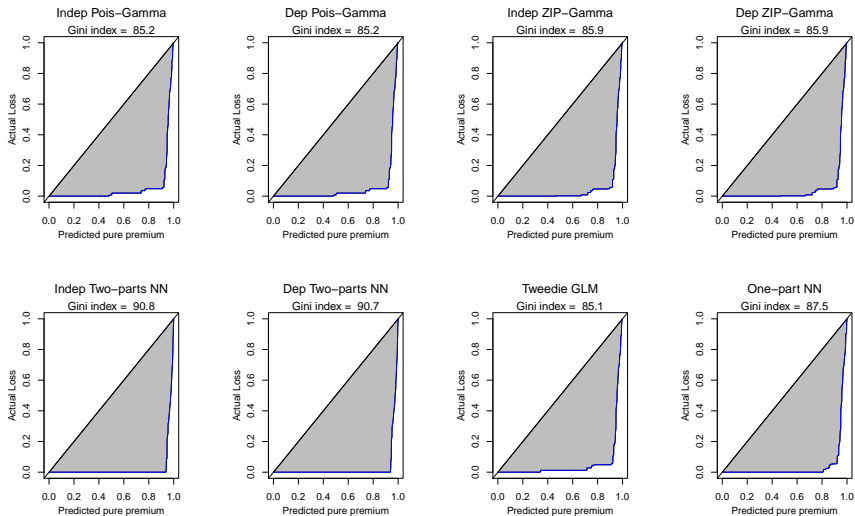 Indep Pois−Gamma
Gini index = 85.2
Actual Loss
0.0 0.2 0.4 0.6 0.8 1.0
0.0 0.2 0.4 0.6 0.8 1.0
Predicted pure premium
Dep Pois−Gamma
Gini index = 85.2
Actual Loss
0.0 0.2 0.4 0.6 0.8 1.0
0.0 0.2 0.4 0.6 0.8 1.0
Predicted pure premium
Indep ZIP−Gamma
Gini index = 85.9
Actual Loss
0.0 0.2 0.4 0.6 0.8 1.0
0.0 0.2 0.4 0.6 0.8 1.0
Predicted pure premium
Dep ZIP−Gamma
Gini index = 85.9
Actual Loss
0.0 0.2 0.4 0.6 0.8 1.0
0.0 0.2 0.4 0.6 0.8 1.0
Predicted pure premium
Indep Two−parts NN
Gini index = 90.8
Actual Loss
0.0 0.2 0.4 0.6 0.8 1.0
0.0 0.2 0.4 0.6 0.8 1.0
Predicted pure premium
Dep Two−parts NN
Gini index = 90.7
Actual Loss
0.0 0.2 0.4 0.6 0.8 1.0
0.0 0.2 0.4 0.6 0.8 1.0
Predicted pure premium
Tweedie GLM
Gini index = 85.1
Actual Loss
0.0 0.2 0.4 0.6 0.8 1.0
0.0 0.2 0.4 0.6 0.8 1.0
Predicted pure premium
One−part NN
Gini index = 87.5
Actual Loss
0.0 0.2 0.4 0.6 0.8 1.0
0.0 0.2 0.4 0.6 0.8 1.0
Predicted pure premium